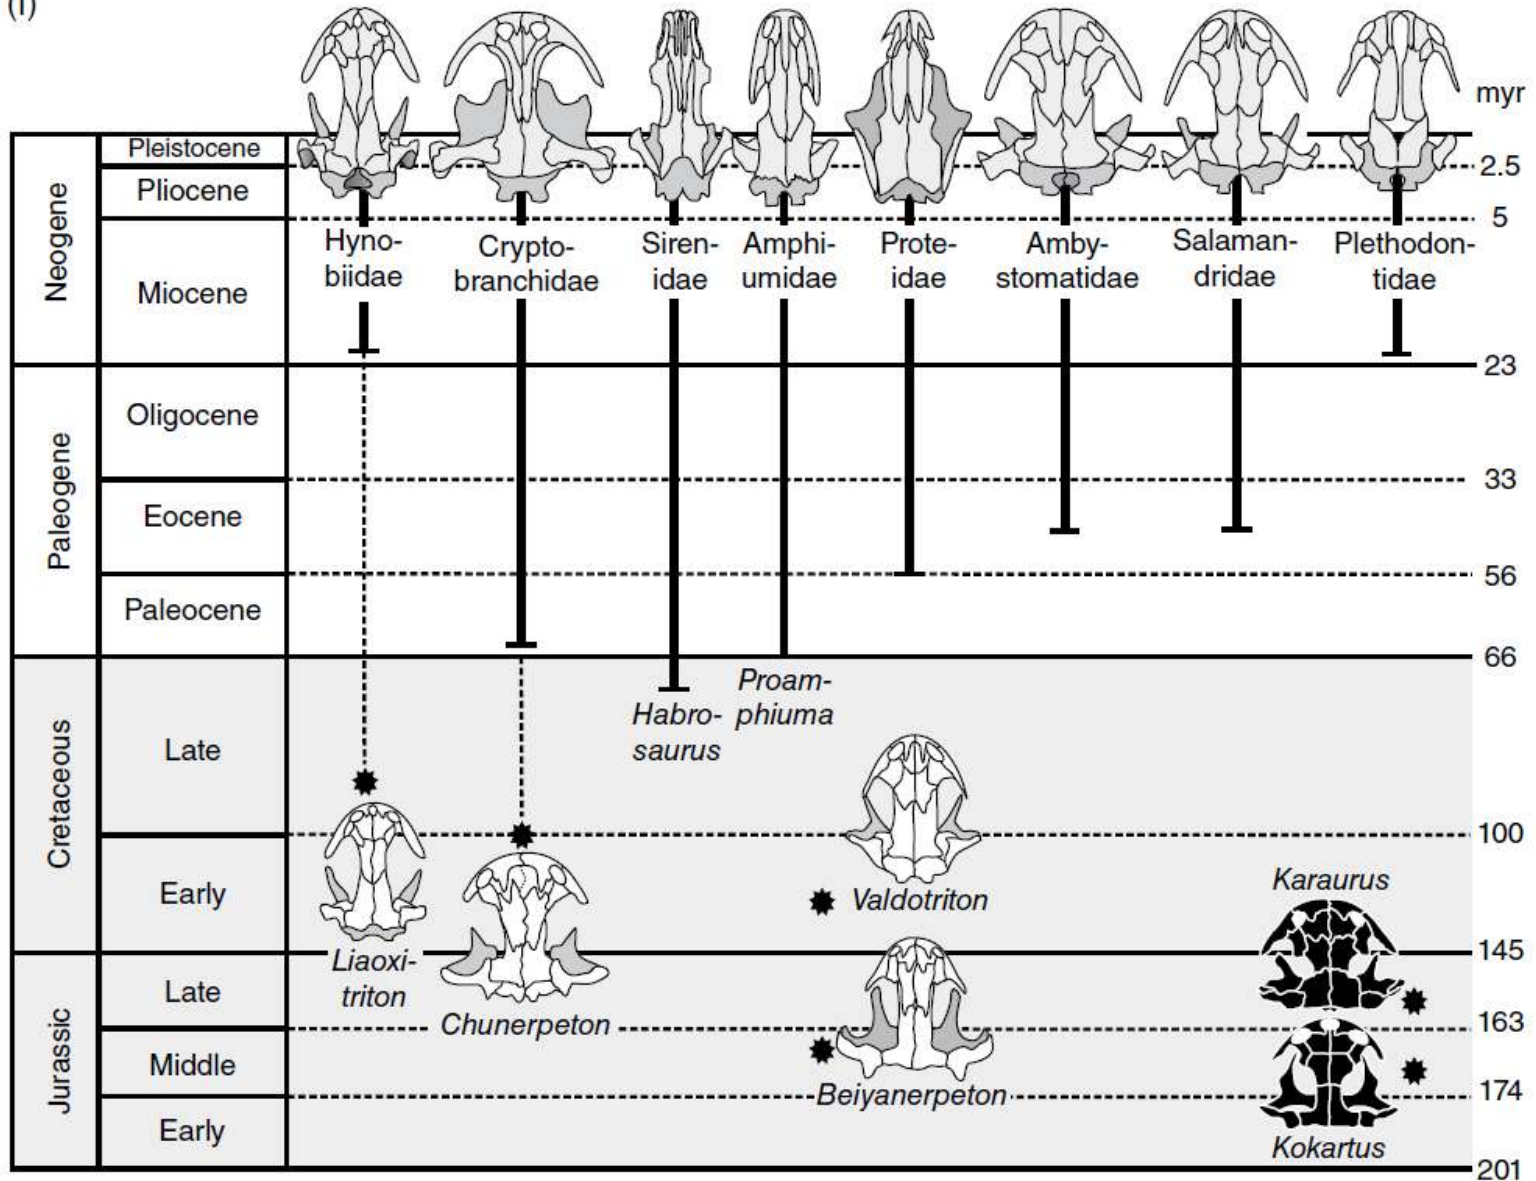 (f)
myr
Neogene
Pleistocene
2.5
Pliocene
5
Hyno-
biidae
Crypto-
branchidae
Siren-
idae
Amphi-
umidae
Prote-
idae
Amby-
stomatidae
Salaman-
dridae
Plethodon-
tidae
Miocene
23
Paleogene
Oligocene
33
Eocene
56
Paleocene
66
Cretaceous
Proam-
phiuma
Habro-
saurus
Late
100
Early
Valdotriton
Karaurus
145
Jurassic
Liaoxi-
triton
Late
Chunerpeton
163
Middle
Beiyanerpeton
174
Early
Kokartus
201